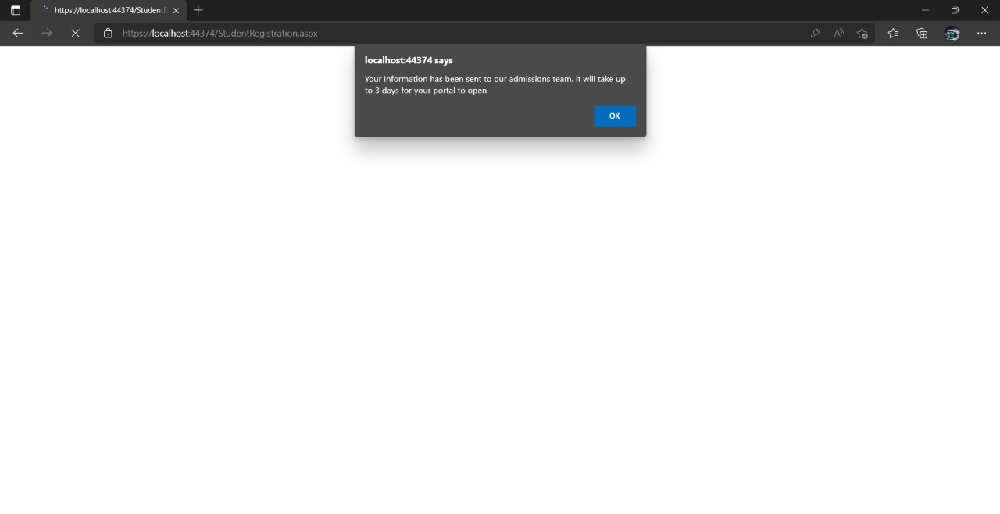 https://localhost:44374/StudentR
https://localhost:44374/StudentRegistration.aspx
localhost:44374 says
Your Information has been sent to our admissions team. It will take up
to 3 days for your portal to open
OK